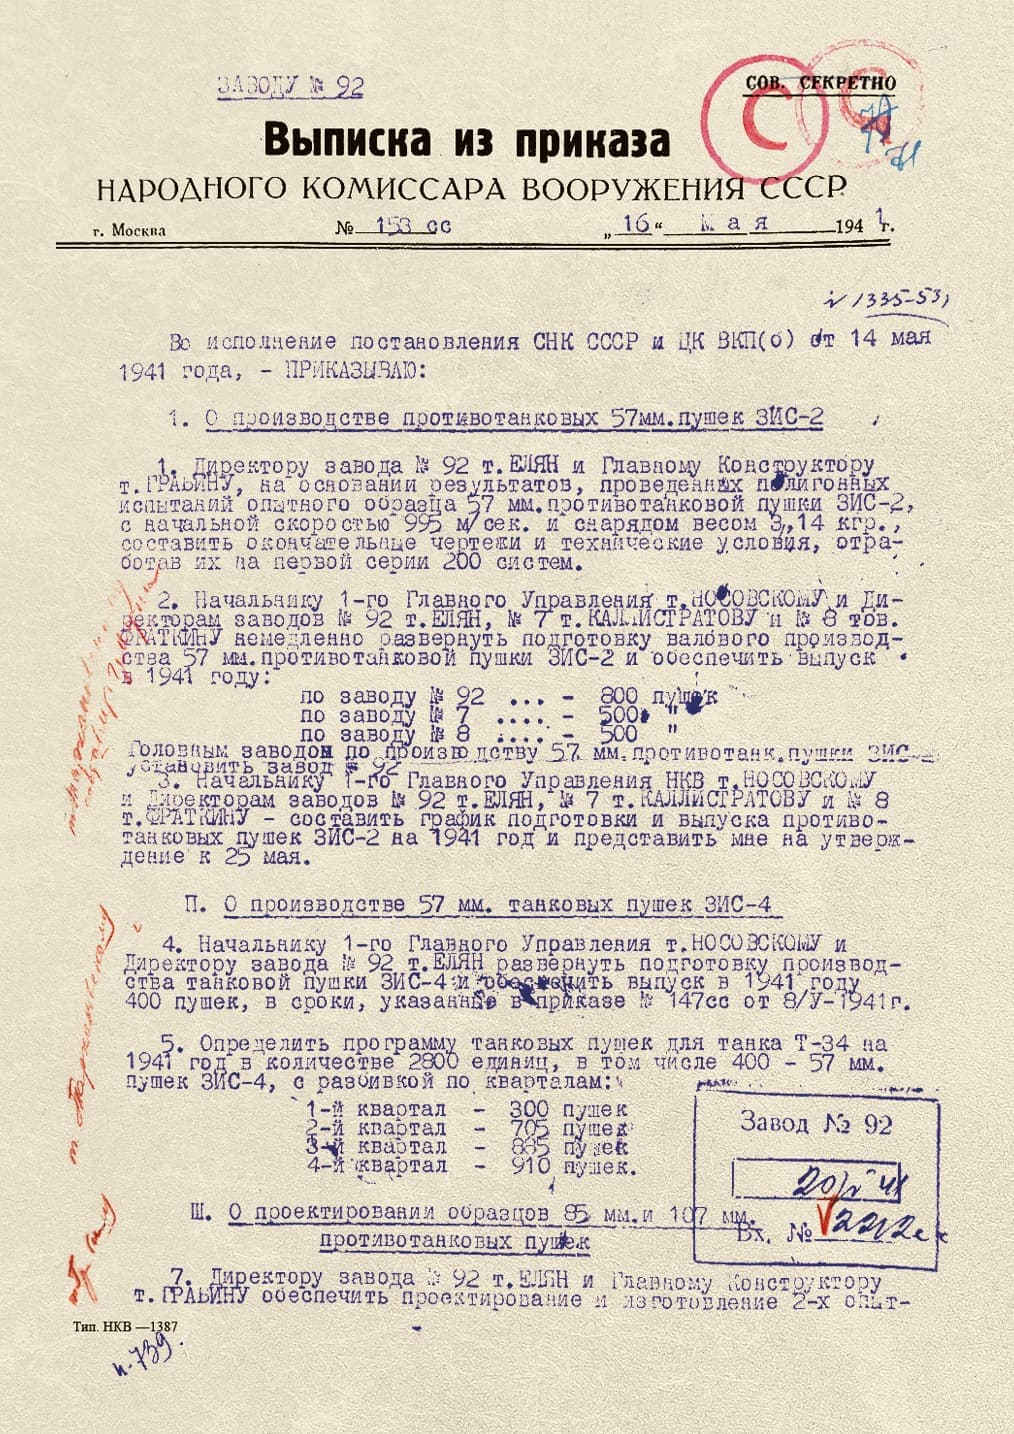 ЗАВОДУ № 92
СОВ. СЕКРЕТНО
Выписка из приказа
НАРОДНОГО КОМИССАРА ВООРУЖЕНИЯ СССР
г. Москва № 153 сс „16“ Мая 1941 г.
1335-53
Во исполнение постановления СНК СССР и ЦК ВКП(б) от 14 мая
1941 года, - ПРИКАЗЫВАЮ:
1. О производстве противотанковых 57мм.пушек ЗИС-2
1. Директору завода № 92 т.ЕЛЯН и Главному Конструктору
т.ГРАБИНУ, на основании результатов, проведенных полигонных
испытаний опытного образца 57 мм.противотанковой пушки ЗИС-2,
с начальной скоростью 995 м/сек. и снарядом весом 3,14 кгр.,
составить окончательные чертежи и технические условия, отра-
ботав их на первой серии 200 систем.
2. Начальнику 1-го Главного Управления т.НОСОВСКОМУ и Ди-
ректорам заводов № 92 т.ЕЛЯН, № 7 т.КАЛЛИСТРАТОВУ и № 8 тов.
ФРАТКИНУ немедленно развернуть подготовку валового производ-
ства 57 мм.противотанковой пушки ЗИС-2 и обеспечить выпуск
в 1941 году:
по заводу № 92 ... - 800 пушек
по заводу № 7 .... - 500 "
по заводу № 8 .... - 500 "
Головным заводом по производству 57 мм.противотанк.пушки ЗИС-2
установить завод № 92
3. Начальнику 1-го Главного Управления НКВ т.НОСОВСКОМУ
и Директорам заводов № 92 т.ЕЛЯН, № 7 т.КАЛЛИСТРАТОВУ и № 8
т.ФРАТКИНУ - составить график подготовки и выпуска противо-
танковых пушек ЗИС-2 на 1941 год и представить мне на утверж-
дение к 25 мая.
П. О производстве 57 мм. танковых пушек ЗИС-4
4. Начальнику 1-го Главного Управления т.НОСОВСКОМУ и
Директору завода № 92 т.ЕЛЯН развернуть подготовку производ-
ства танковой пушки ЗИС-4 и обеспечить выпуск в 1941 году
400 пушек, в сроки, указанные в приказе № 147сс от 8/У-1941г.
5. Определить программу танковых пушек для танка Т-34 на
1941 год в количестве 2800 единиц, в том числе 400 - 57 мм.
пушек ЗИС-4, с разбивкой по кварталам:
1-й квартал - 300 пушек
2-й квартал - 705 пушек
3-й квартал - 885 пушек
4-й квартал - 910 пушек.
Завод № 92
20/V 41
Вх. № 2212с
Ш. О проектировании образцов 85 мм.и 107 мм.
противотанковых пушек
7. Директору завода № 92 т.ЕЛЯН и Главному Конструктору
т.ГРАБИНУ обеспечить проектирование и изготовление 2-х опыт-
Тип. НКВ —1387
н-739.